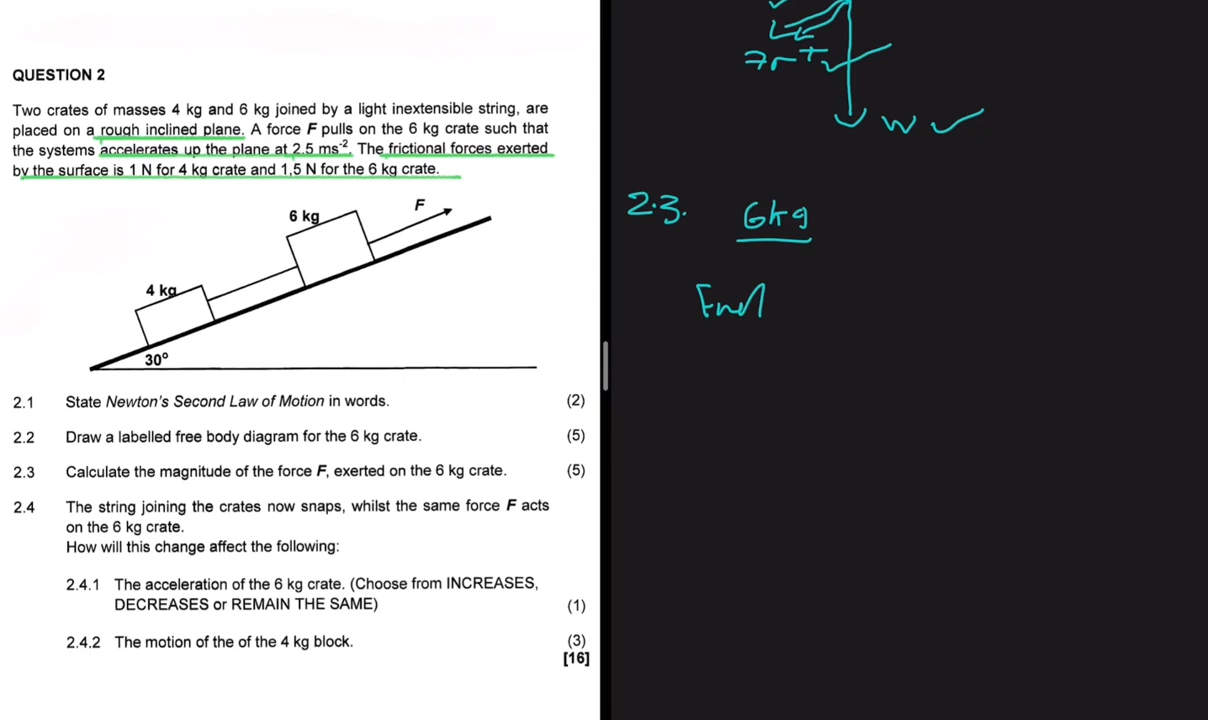 QUESTION 2
Two crates of masses 4 kg and 6 kg joined by a light inextensible string, are
placed on a rough inclined plane. A force F pulls on the 6 kg crate such that
the systems accelerates up the plane at 2.5 ms⁻². The frictional forces exerted
by the surface is 1 N for 4 kg crate and 1,5 N for the 6 kg crate.
6 kg
F
4 kg
30⁰
2.1 State Newton's Second Law of Motion in words. (2)
2.2 Draw a labelled free body diagram for the 6 kg crate. (5)
2.3 Calculate the magnitude of the force F, exerted on the 6 kg crate. (5)
2.4 The string joining the crates now snaps, whilst the same force F acts
on the 6 kg crate.
How will this change affect the following:
2.4.1 The acceleration of the 6 kg crate. (Choose from INCREASES,
DECREASES or REMAIN THE SAME) (1)
2.4.2 The motion of the of the 4 kg block. (3)
[16]
T
W
2.3. 6kg